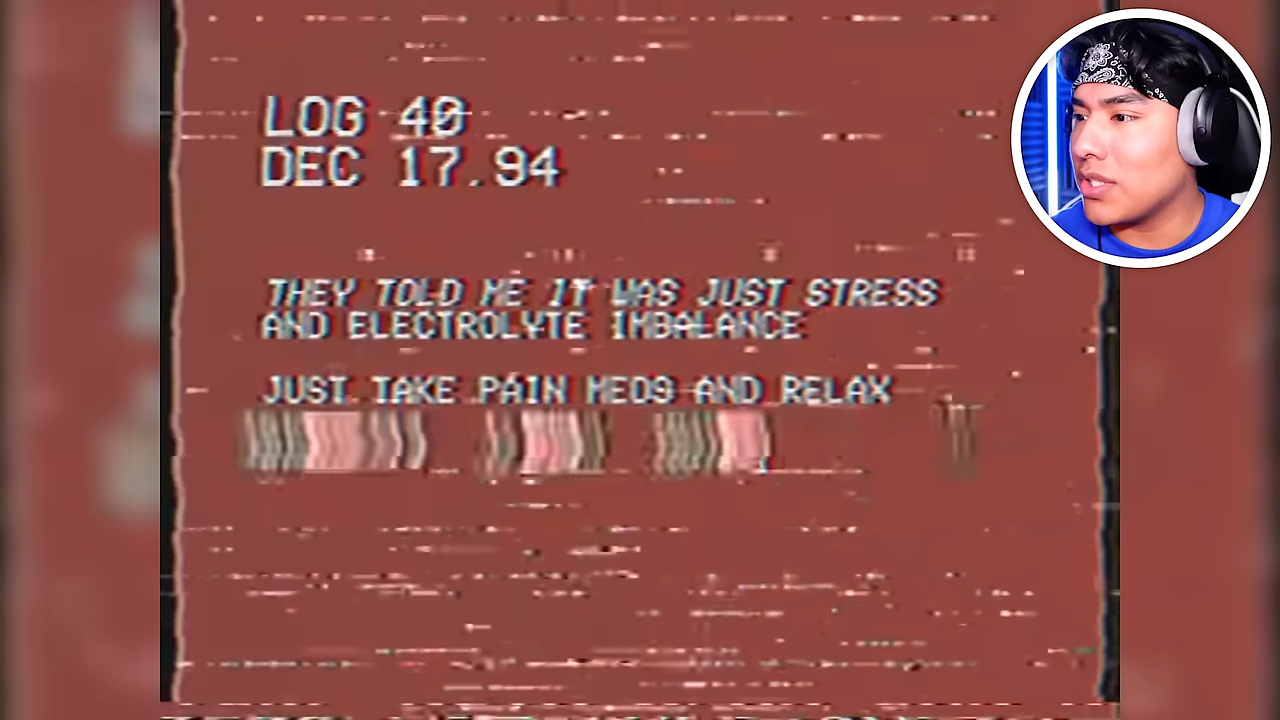 LOG 40
DEC 17.94
THEY TOLD ME IT WAS JUST STRESS
AND ELECTROLYTE IMBALANCE
JUST TAKE PAIN MEDS AND RELAX